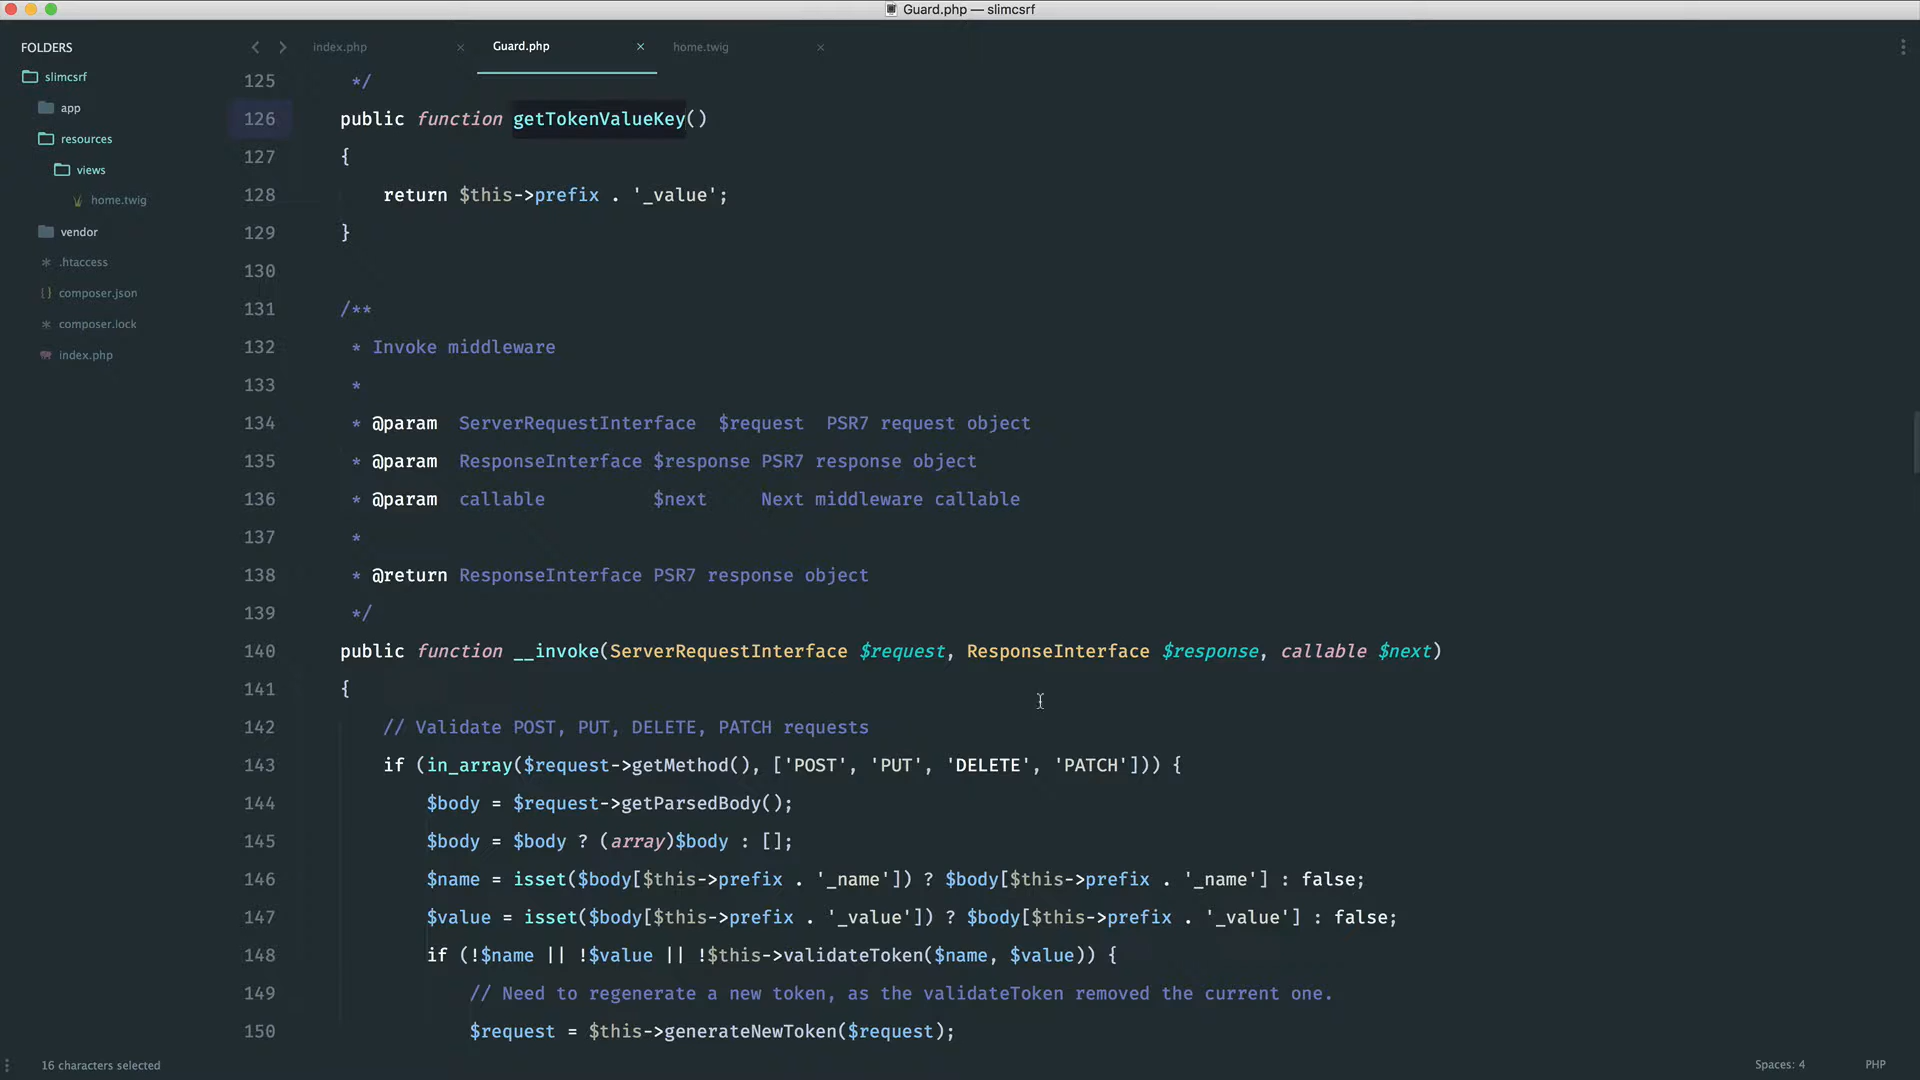 Guard.php — slimcsrf
FOLDERS
slimcsrf
app
resources
views
home.twig
vendor
.htaccess
composer.json
composer.lock
index.php
index.php × Guard.php × home.twig ×
125 */
126 public function getTokenValueKey()
127 {
128 return $this->prefix . '_value';
129 }
130
131 /**
132 * Invoke middleware
133 *
134 * @param ServerRequestInterface $request PSR7 request object
135 * @param ResponseInterface $response PSR7 response object
136 * @param callable $next Next middleware callable
137 *
138 * @return ResponseInterface PSR7 response object
139 */
140 public function __invoke(ServerRequestInterface $request, ResponseInterface $response, callable $next)
141 {
142 // Validate POST, PUT, DELETE, PATCH requests
143 if (in_array($request->getMethod(), ['POST', 'PUT', 'DELETE', 'PATCH'])) {
144 $body = $request->getParsedBody();
145 $body = $body ? (array)$body : [];
146 $name = isset($body[$this->prefix . '_name']) ? $body[$this->prefix . '_name'] : false;
147 $value = isset($body[$this->prefix . '_value']) ? $body[$this->prefix . '_value'] : false;
148 if (!$name || !$value || !$this->validateToken($name, $value)) {
149 // Need to regenerate a new token, as the validateToken removed the current one.
150 $request = $this->generateNewToken($request);
16 characters selected
Spaces: 4 PHP